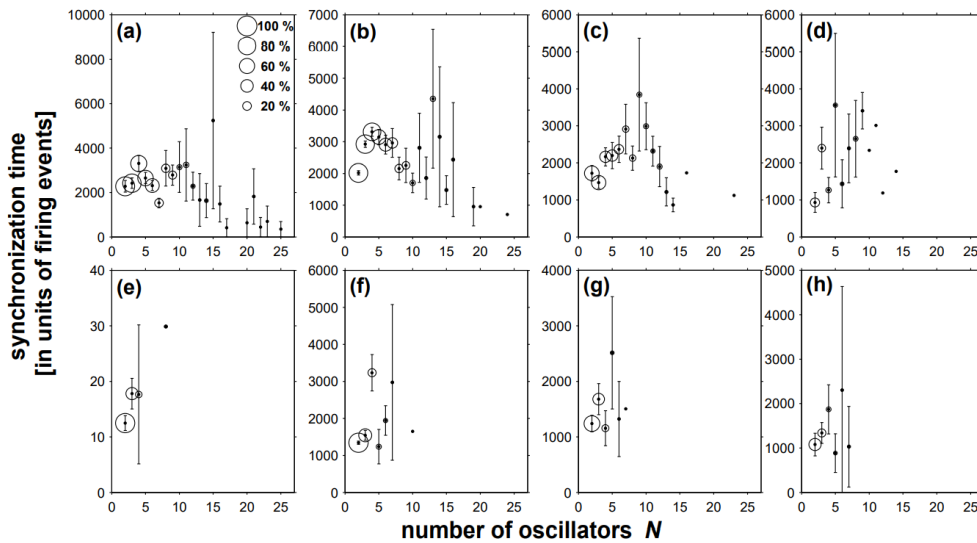 (a)
100 %
80 %
60 %
40 %
20 %
10000
8000
6000
4000
2000
0
0 5 10 15 20 25
(b)
7000
6000
5000
4000
3000
2000
1000
0
0 5 10 15 20 25
(c)
6000
5000
4000
3000
2000
1000
0
0 5 10 15 20 25
(d)
6000
5000
4000
3000
2000
1000
0
0 5 10 15 20 25
synchronization time
[in units of firing events]
(e)
40
30
20
10
0
0 5 10 15 20 25
(f)
6000
5000
4000
3000
2000
1000
0
0 5 10 15 20 25
(g)
4000
3000
2000
1000
0
0 5 10 15 20 25
(h)
5000
4000
3000
2000
1000
0
0 5 10 15 20 25
number of oscillators N